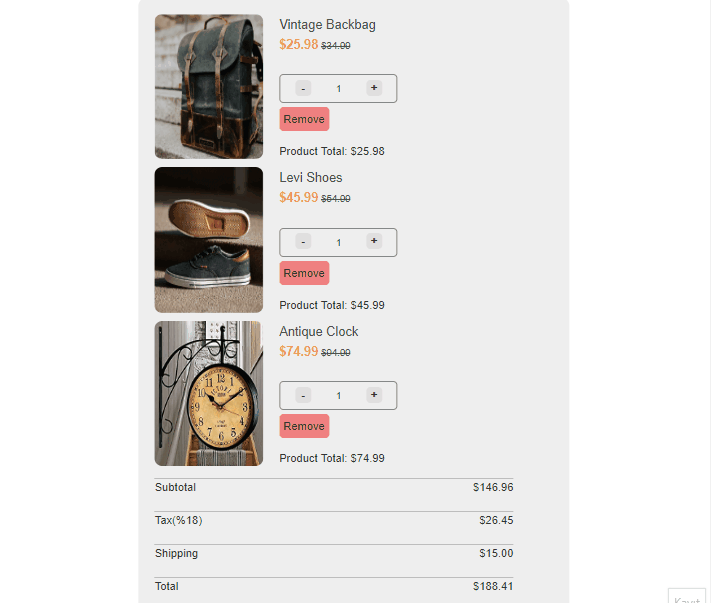 Vintage Backbag
$25.98 $34.00
- 1 +
Remove
Product Total: $25.98
Levi Shoes
$45.99 $54.00
- 1 +
Remove
Product Total: $45.99
Antique Clock
$74.99 $94.00
- 1 +
Remove
Product Total: $74.99
Subtotal $146.96
Tax(%18) $26.45
Shipping $15.00
Total $188.41